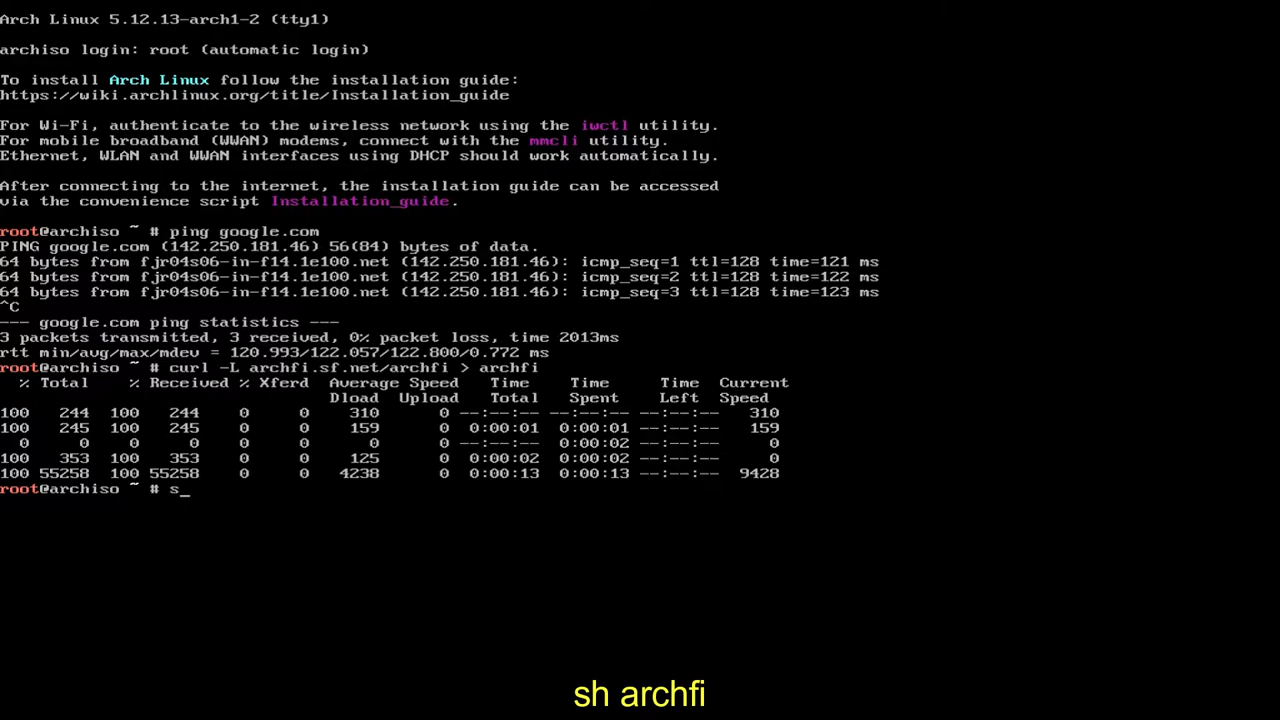 Arch Linux 5.12.13-arch1-2 (tty1)
archiso login: root (automatic login)
To install Arch Linux follow the installation guide:
https://wiki.archlinux.org/title/Installation_guide
For Wi-Fi, authenticate to the wireless network using the iwctl utility.
For mobile broadband (WWAN) modems, connect with the mmcli utility.
Ethernet, WLAN and WWAN interfaces using DHCP should work automatically.
After connecting to the internet, the installation guide can be accessed
via the convenience script Installation_guide.
root@archiso ~ # ping google.com
PING google.com (142.250.181.46) 56(84) bytes of data.
64 bytes from fjr04s06-in-f14.1e100.net (142.250.181.46): icmp_seq=1 ttl=128 time=121 ms
64 bytes from fjr04s06-in-f14.1e100.net (142.250.181.46): icmp_seq=2 ttl=128 time=122 ms
64 bytes from fjr04s06-in-f14.1e100.net (142.250.181.46): icmp_seq=3 ttl=128 time=123 ms
^C
--- google.com ping statistics ---
3 packets transmitted, 3 received, 0% packet loss, time 2013ms
rtt min/avg/max/mdev = 120.993/122.057/122.800/0.772 ms
root@archiso ~ # curl -L archfi.sf.net/archfi > archfi
% Total % Received % Xferd Average Speed Time Time Time Current
Dload Upload Total Spent Left Speed
100 244 100 244 0 0 310 0 --:--:-- --:--:-- --:--:-- 310
100 245 100 245 0 0 159 0 0:00:01 0:00:01 --:--:-- 159
0 0 0 0 0 0 0 0 --:--:-- 0:00:02 --:--:-- 0
100 353 100 353 0 0 125 0 0:00:02 0:00:02 --:--:-- 0
100 55258 100 55258 0 0 4238 0 0:00:13 0:00:13 --:--:-- 9428
root@archiso ~ # s_
sh archfi